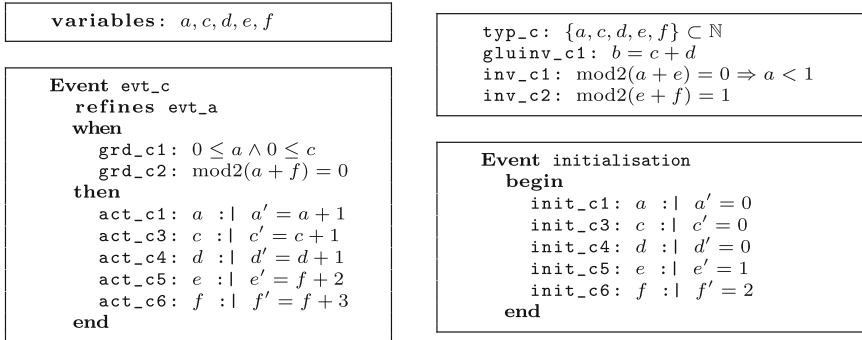 variables: a, c, d, e, f
Event evt_c
refines evt_a
when
grd_c1: 0 ≤ a ∧ 0 ≤ c
grd_c2: mod2(a + f) = 0
then
act_c1: a :| a′ = a + 1
act_c3: c :| c′ = c + 1
act_c4: d :| d′ = d + 1
act_c5: e :| e′ = f + 2
act_c6: f :| f′ = f + 3
end
typ_c: {a, c, d, e, f} ⊂ ℕ
gluinv_c1: b = c + d
inv_c1: mod2(a + e) = 0 ⇒ a < 1
inv_c2: mod2(e + f) = 1
Event initialisation
begin
init_c1: a :| a′ = 0
init_c3: c :| c′ = 0
init_c4: d :| d′ = 0
init_c5: e :| e′ = 1
init_c6: f :| f′ = 2
end